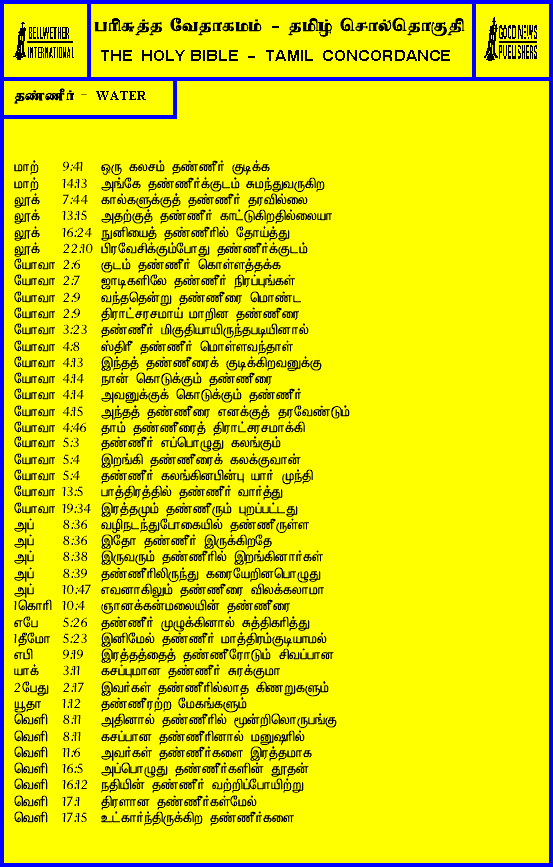 BELLWETHER
INTERNATIONAL
பரிசுத்த வேதாகமம் - தமிழ் சொல்தொகுதி
THE HOLY BIBLE - TAMIL CONCORDANCE
GOOD NEWS
PUBLISHERS
தண்ணீர் - WATER
மாற் 9:41 ஒரு கலசம் தண்ணீர் குடிக்க
மாற் 14:13 அங்கே தண்ணீர்க்குடம் சுமந்துவருகிற
லூக் 7:44 கால்களுக்குத் தண்ணீர் தரவில்லை
லூக் 13:15 அதற்குத் தண்ணீர் காட்டுகிறதில்லையா
லூக் 16:24 நுனியைத் தண்ணீரில் தோய்த்து
லூக் 22:10 பிரவேசிக்கும்போது தண்ணீர்க்குடம்
யோவா 2:6 குடம் தண்ணீர் கொள்ளத்தக்க
யோவா 2:7 ஜாடிகளிலே தண்ணீர் நிரப்புங்கள்
யோவா 2:9 வந்ததென்று தண்ணீரை மொண்ட
யோவா 2:9 திராட்சரசமாய் மாறின தண்ணீரை
யோவா 3:23 தண்ணீர் மிகுதியாயிருந்தபடியினால்
யோவா 4:8 ஸ்திரீ தண்ணீர் மொள்ளவந்தாள்
யோவா 4:13 இந்தத் தண்ணீரைக் குடிக்கிறவனுக்கு
யோவா 4:14 நான் கொடுக்கும் தண்ணீரை
யோவா 4:14 அவனுக்குக் கொடுக்கும் தண்ணீர்
யோவா 4:15 அந்தத் தண்ணீரை எனக்குத் தரவேண்டும்
யோவா 4:46 தாம் தண்ணீரைத் திராட்சரசமாக்கி
யோவா 5:3 தண்ணீர் எப்பொழுது கலங்கும்
யோவா 5:4 இறங்கி தண்ணீரைக் கலக்குவான்
யோவா 5:4 தண்ணீர் கலங்கினபின்பு யார் முந்தி
யோவா 13:5 பாத்திரத்தில் தண்ணீர் வார்த்து
யோவா 19:34 இரத்தமும் தண்ணீரும் புறப்பட்டது
அப் 8:36 வழிநடந்துபோகையில் தண்ணீருள்ள
அப் 8:36 இதோ தண்ணீர் இருக்கிறதே
அப் 8:38 இருவரும் தண்ணீரில் இறங்கினார்கள்
அப் 8:39 தண்ணீரிலிருந்து கரையேறினபொழுது
அப் 10:47 எவனாகிலும் தண்ணீரை விலக்கலாமா
1கொரி 10:4 ஞானக்கன்மலையின் தண்ணீரை
எபே 5:26 தண்ணீர் முழுக்கினால் சுத்திகரித்து
1தீமோ 5:23 இனிமேல் தண்ணீர் மாத்திரம்குடியாமல்
எபி 9:19 இரத்தத்தைத் தண்ணீரோடும் சிவப்பான
யாக் 3:11 கசப்புமான தண்ணீர் சுரக்குமா
2பேது 2:17 இவர்கள் தண்ணீரில்லாத கிணறுகளும்
யூதா 1:12 தண்ணீரற்ற மேகங்களும்
வெளி 8:11 அதினால் தண்ணீரில் மூன்றிலொருபங்கு
வெளி 8:11 கசப்பான தண்ணீரினால் மனுஷரில்
வெளி 11:6 அவர்கள் தண்ணீர்களை இரத்தமாக
வெளி 16:5 அப்பொழுது தண்ணீர்களின் தூதன்
வெளி 16:12 நதியின் தண்ணீர் வற்றிப்போயிற்று
வெளி 17:1 திரளான தண்ணீர்கள்மேல்
வெளி 17:15 உட்கார்ந்திருக்கிற தண்ணீர்களை